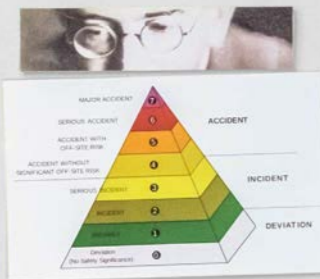 MAJOR ACCIDENT
7
SERIOUS ACCIDENT
6
ACCIDENT
ACCIDENT WITH
OFF-SITE RISK
5
ACCIDENT WITHOUT
SIGNIFICANT OFF-SITE RISK
4
SERIOUS INCIDENT
3
INCIDENT
INCIDENT
2
DEVIATION
1
Deviation
(No Safety Significance)
0